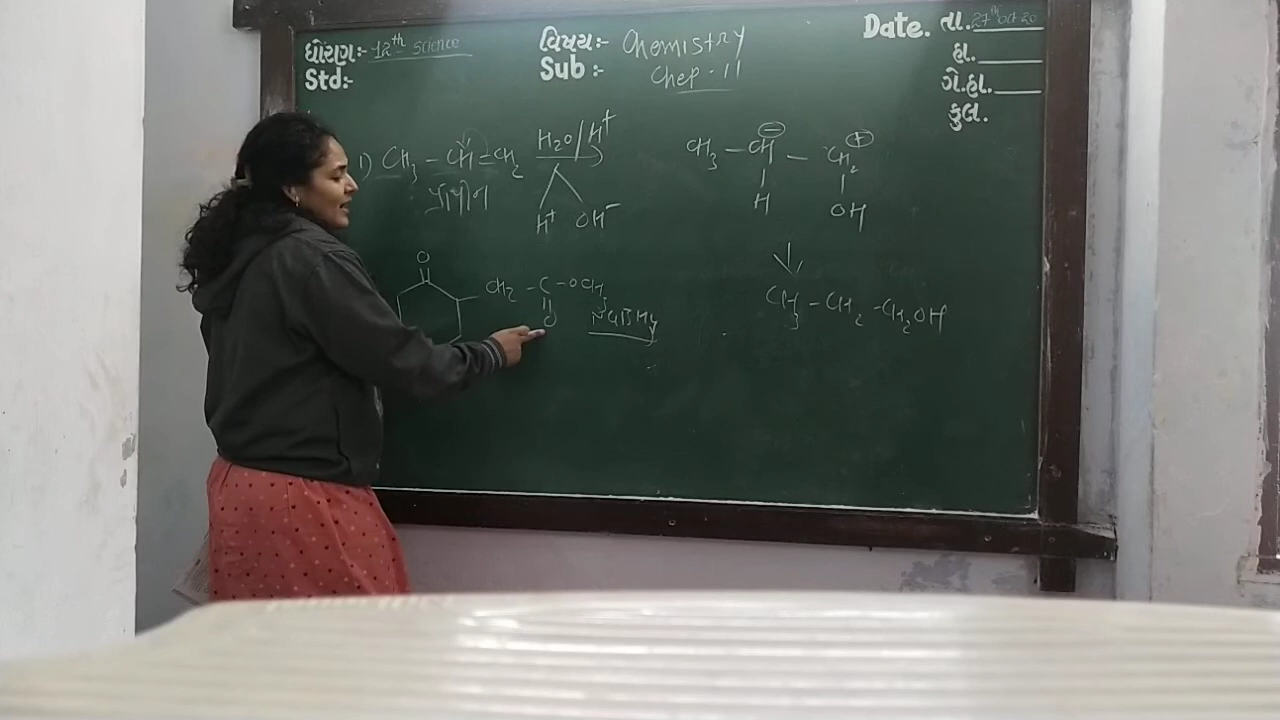 ધોરણ:- 12th Science
Std:-
વિષય:- Chemistry
Sub :- Chep. 11
Date. તા. 27th Oct 20
હા.
ગે.હા.
કુલ.
1) CH3 - CH = CH2 H2O/H+
પ્રોપીન
H+ OH-
CH3 - CH⊖ - CH2⊕
H OH
CH3 - CH2 - CH2OH
O
CH2 - C - OCH3
O NaBH4